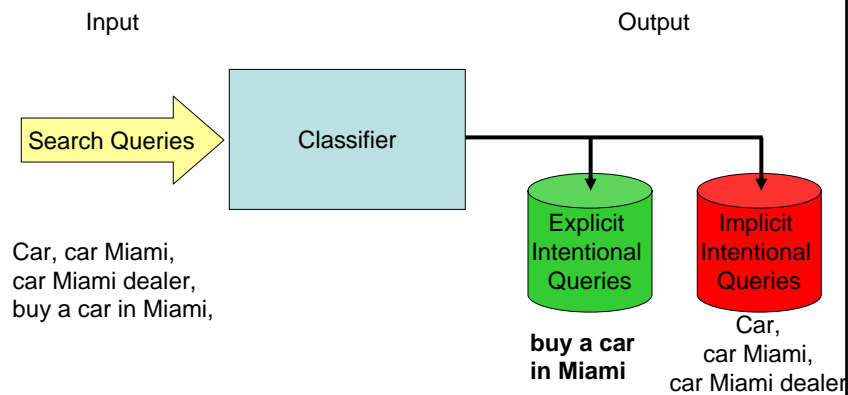 Input
Output
Search Queries
Classifier
Explicit
Intentional
Queries
Implicit
Intentional
Queries
Car, car Miami,
car Miami dealer,
buy a car in Miami,
buy a car
in Miami
Car,
car Miami,
car Miami dealer